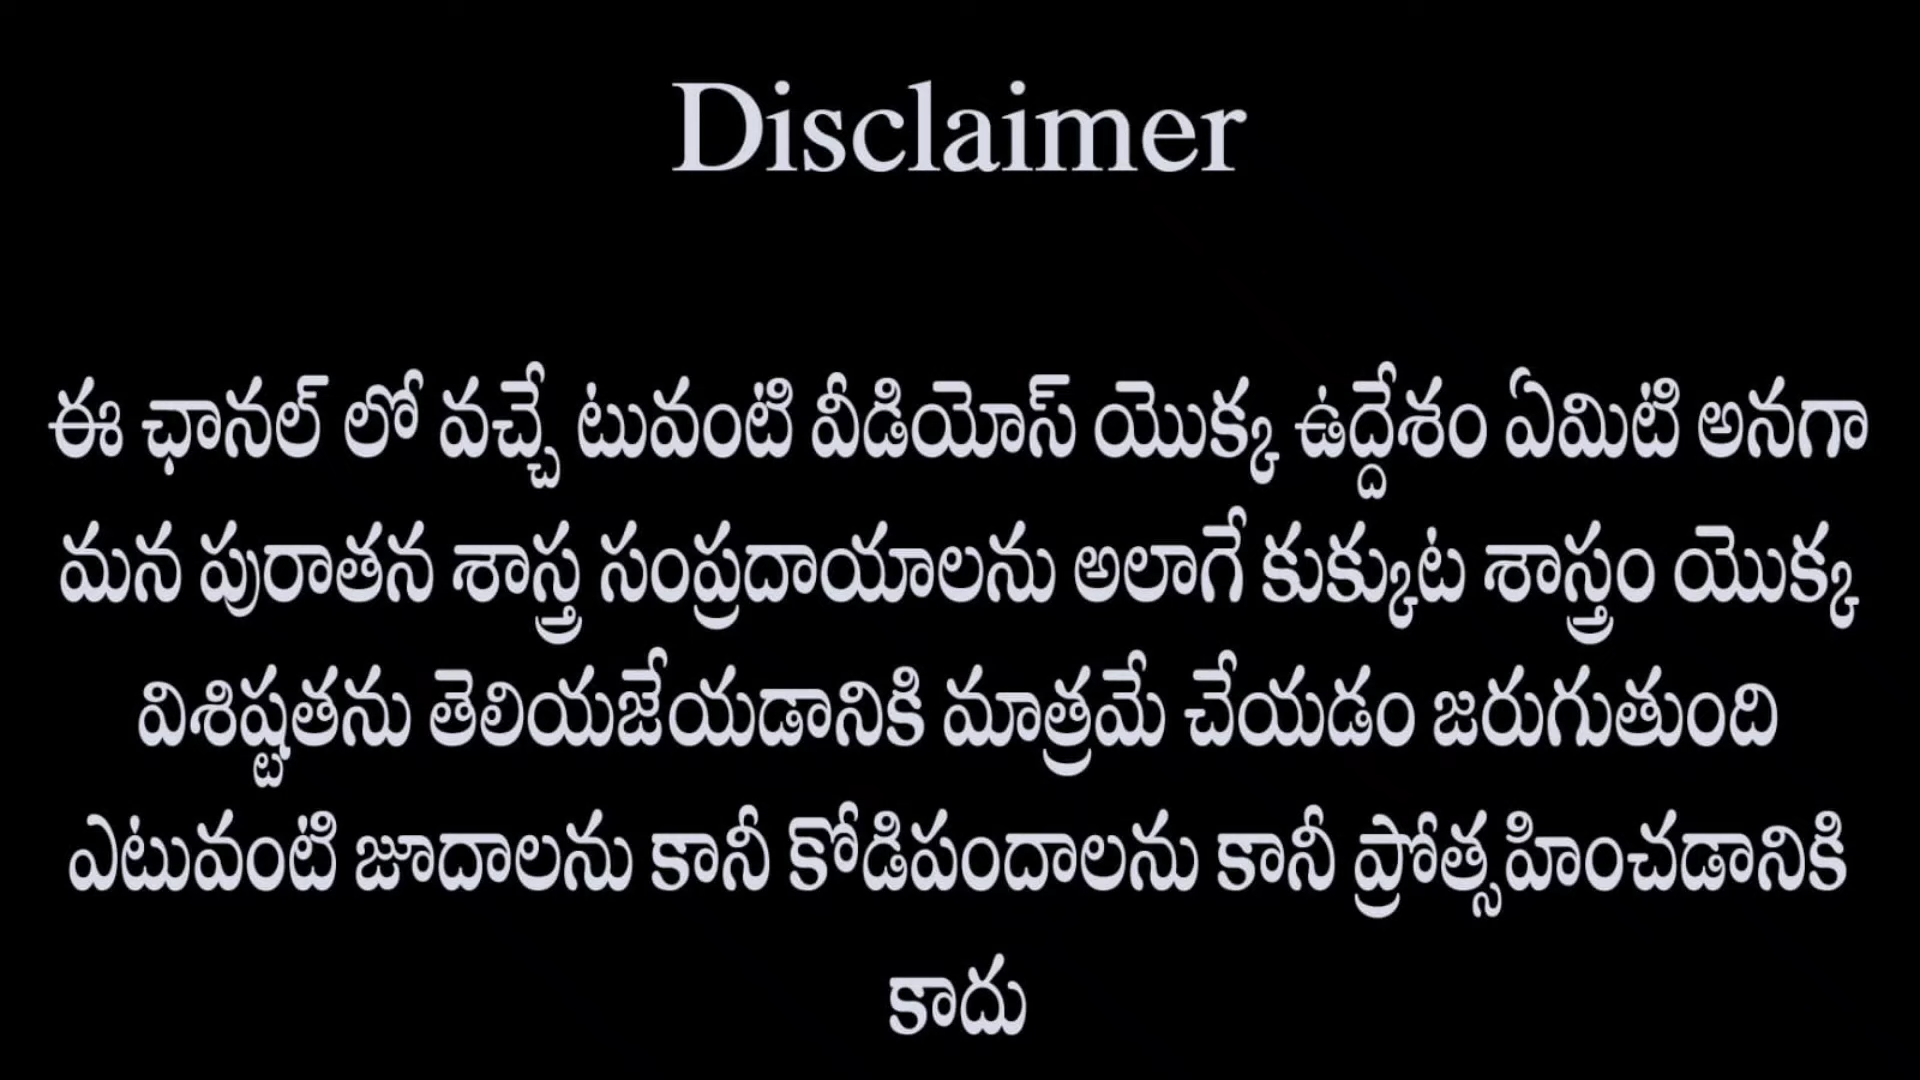 Disclaimer
ఈ ఛానల్ లో వచ్చే టువంటి వీడియోస్ యొక్క ఉద్దేశం ఏమిటి అనగా
మన పురాతన శాస్త్ర సంప్రదాయాలను అలాగే కుక్కుట శాస్త్రం యొక్క
విశిష్టతను తెలియజేయడానికి మాత్రమే చేయడం జరుగుతుంది
ఎటువంటి జూదాలను కానీ కోడిపందాలను కానీ ప్రోత్సహించడానికి
కాదు